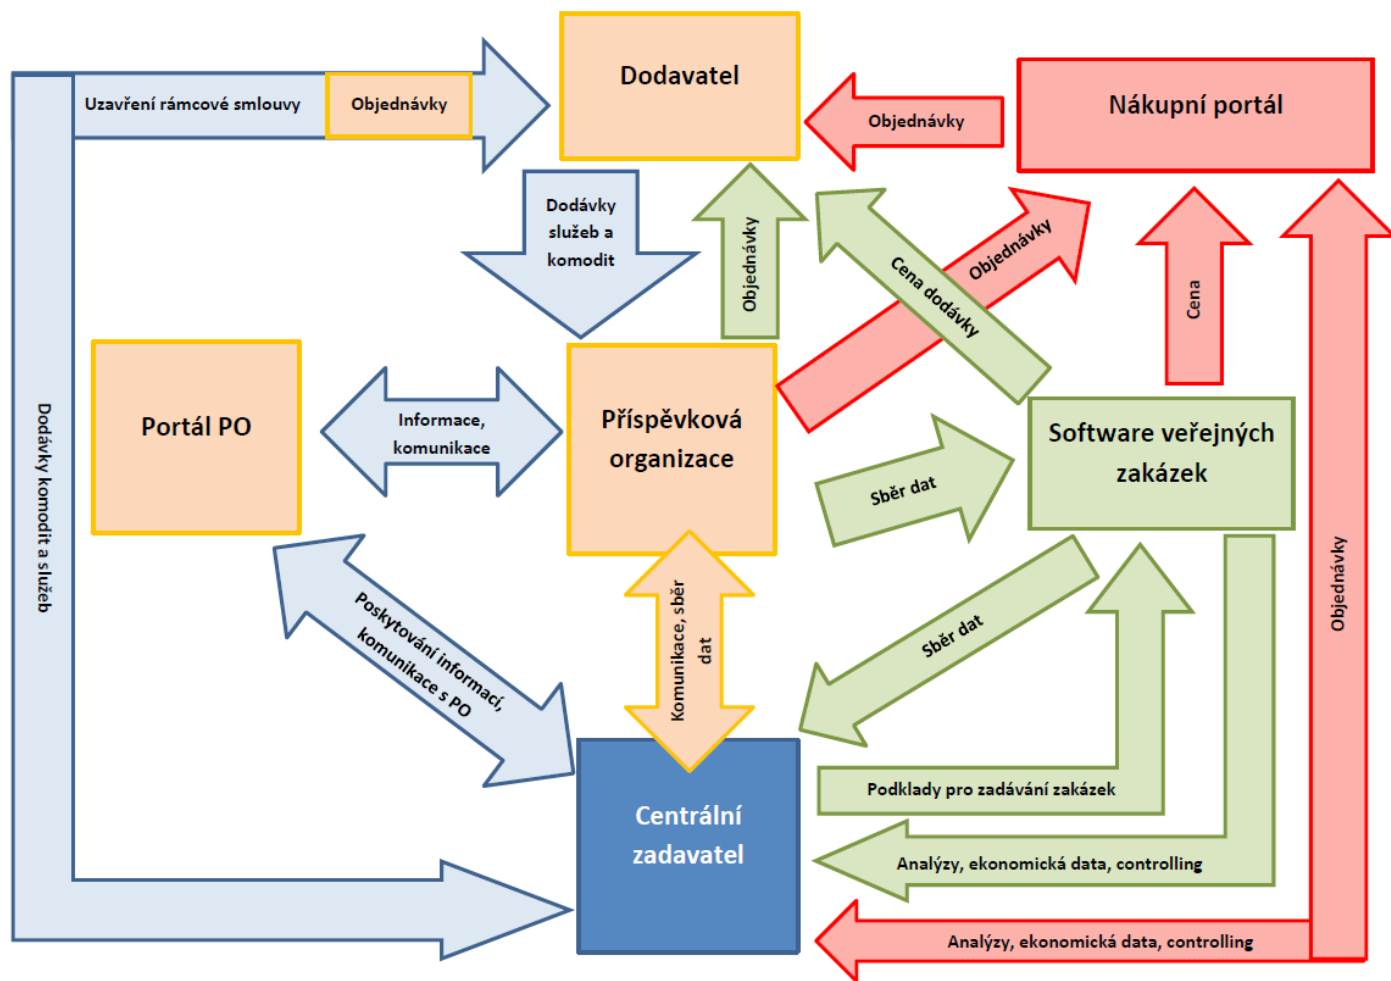 Dodavatel
Nákupní portál
Uzavření rámcové smlouvy
Objednávky
Objednávky
Dodávky
služeb a
komodit
Objednávky
Cena dodávky
Objednávky
Cena
Portál PO
Informace,
komunikace
Příspěvková
organizace
Software veřejných
zakázek
Sběr dat
Dodávky komodit a služeb
Poskytování informací,
komunikace s PO
Komunikace, sběr
dat
Sběr dat
Objednávky
Centrální
zadavatel
Podklady pro zadávání zakázek
Analýzy, ekonomická data, controlling
Analýzy, ekonomická data, controlling